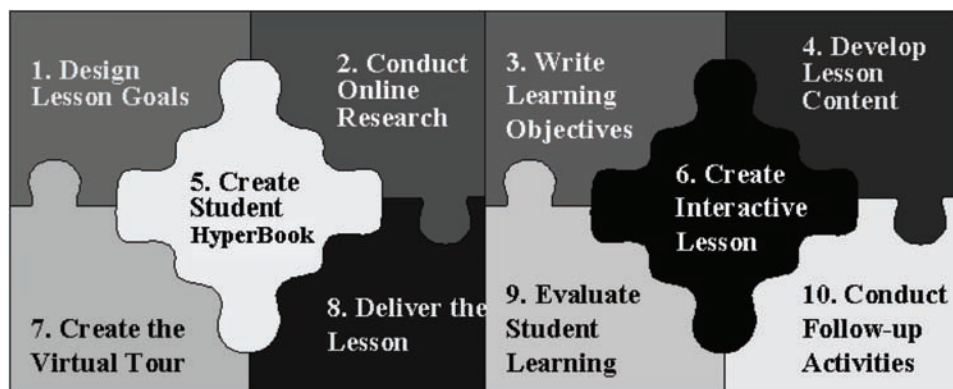 1. Design
Lesson Goals
2. Conduct
Online
Research
3. Write
Learning
Objectives
4. Develop
Lesson
Content
5. Create
Student
HyperBook
6. Create
Interactive
Lesson
7. Create the
Virtual Tour
8. Deliver the
Lesson
9. Evaluate
Student
Learning
10. Conduct
Follow-up
Activities